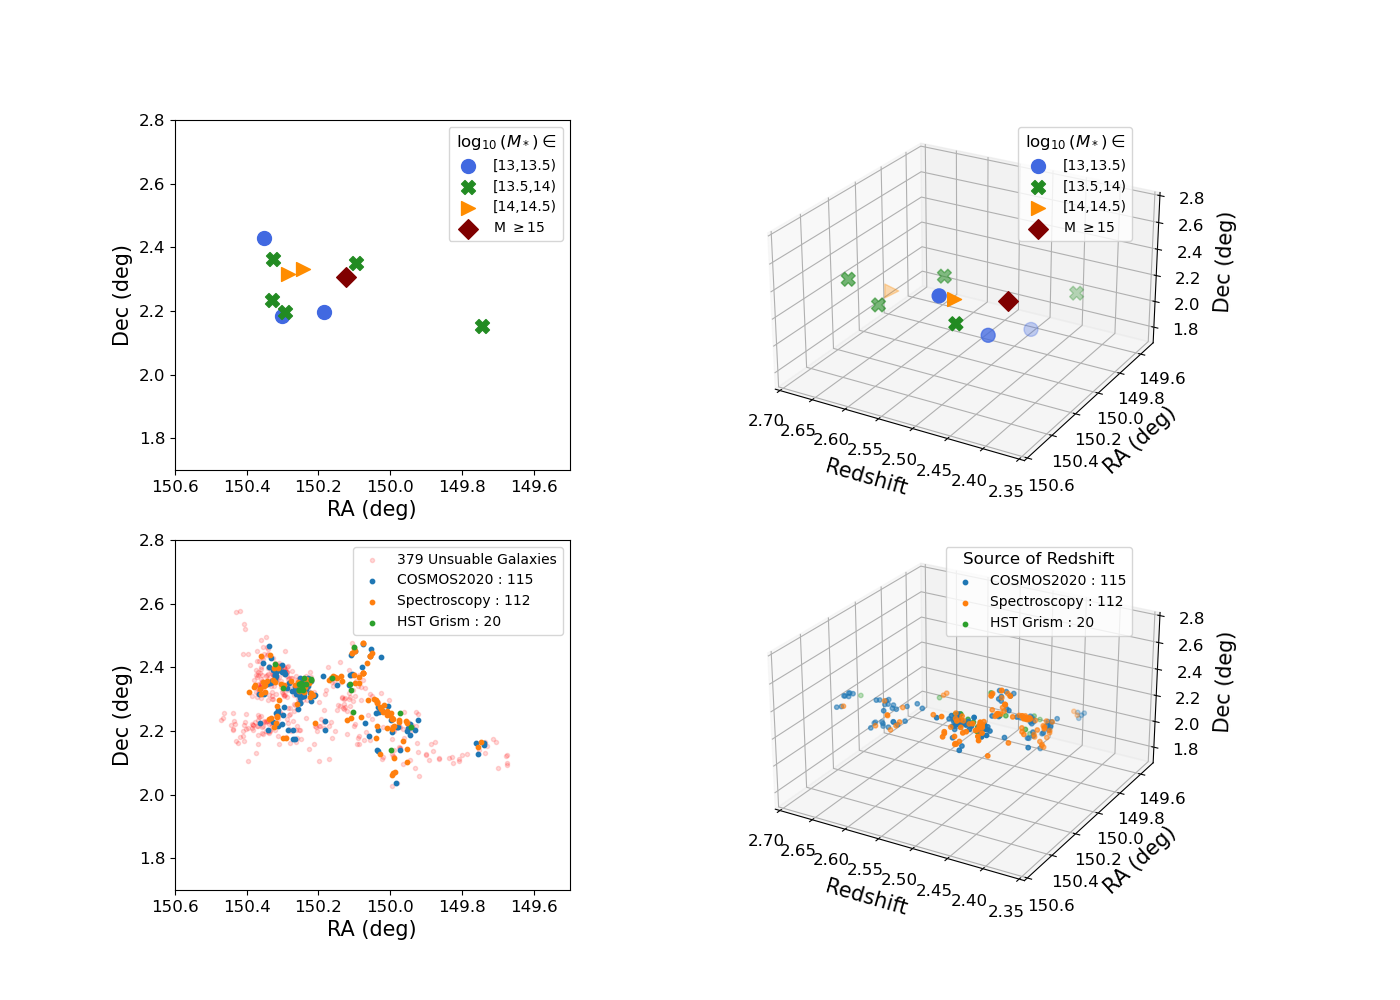 2.8
2.6
2.4
2.2
2.0
1.8
Dec (deg)
150.6 150.4 150.2 150.0 149.8 149.6
RA (deg)
log₁₀ (M*) ∈
[13,13.5)
[13.5,14)
[14,14.5)
M ≥15
log₁₀ (M*) ∈
[13,13.5)
[13.5,14)
[14,14.5)
M ≥15
2.8
2.6
2.4
2.2
2.0
1.8
Dec (deg)
149.6
149.8
150.0
150.2
150.4
150.6
RA (deg)
2.70 2.65 2.60 2.55 2.50 2.45 2.40 2.35
Redshift
2.8
2.6
2.4
2.2
2.0
1.8
Dec (deg)
150.6 150.4 150.2 150.0 149.8 149.6
RA (deg)
379 Unsuable Galaxies
COSMOS2020 : 115
Spectroscopy : 112
HST Grism : 20
Source of Redshift
COSMOS2020 : 115
Spectroscopy : 112
HST Grism : 20
2.8
2.6
2.4
2.2
2.0
1.8
Dec (deg)
149.6
149.8
150.0
150.2
150.4
150.6
RA (deg)
2.70 2.65 2.60 2.55 2.50 2.45 2.40 2.35
Redshift